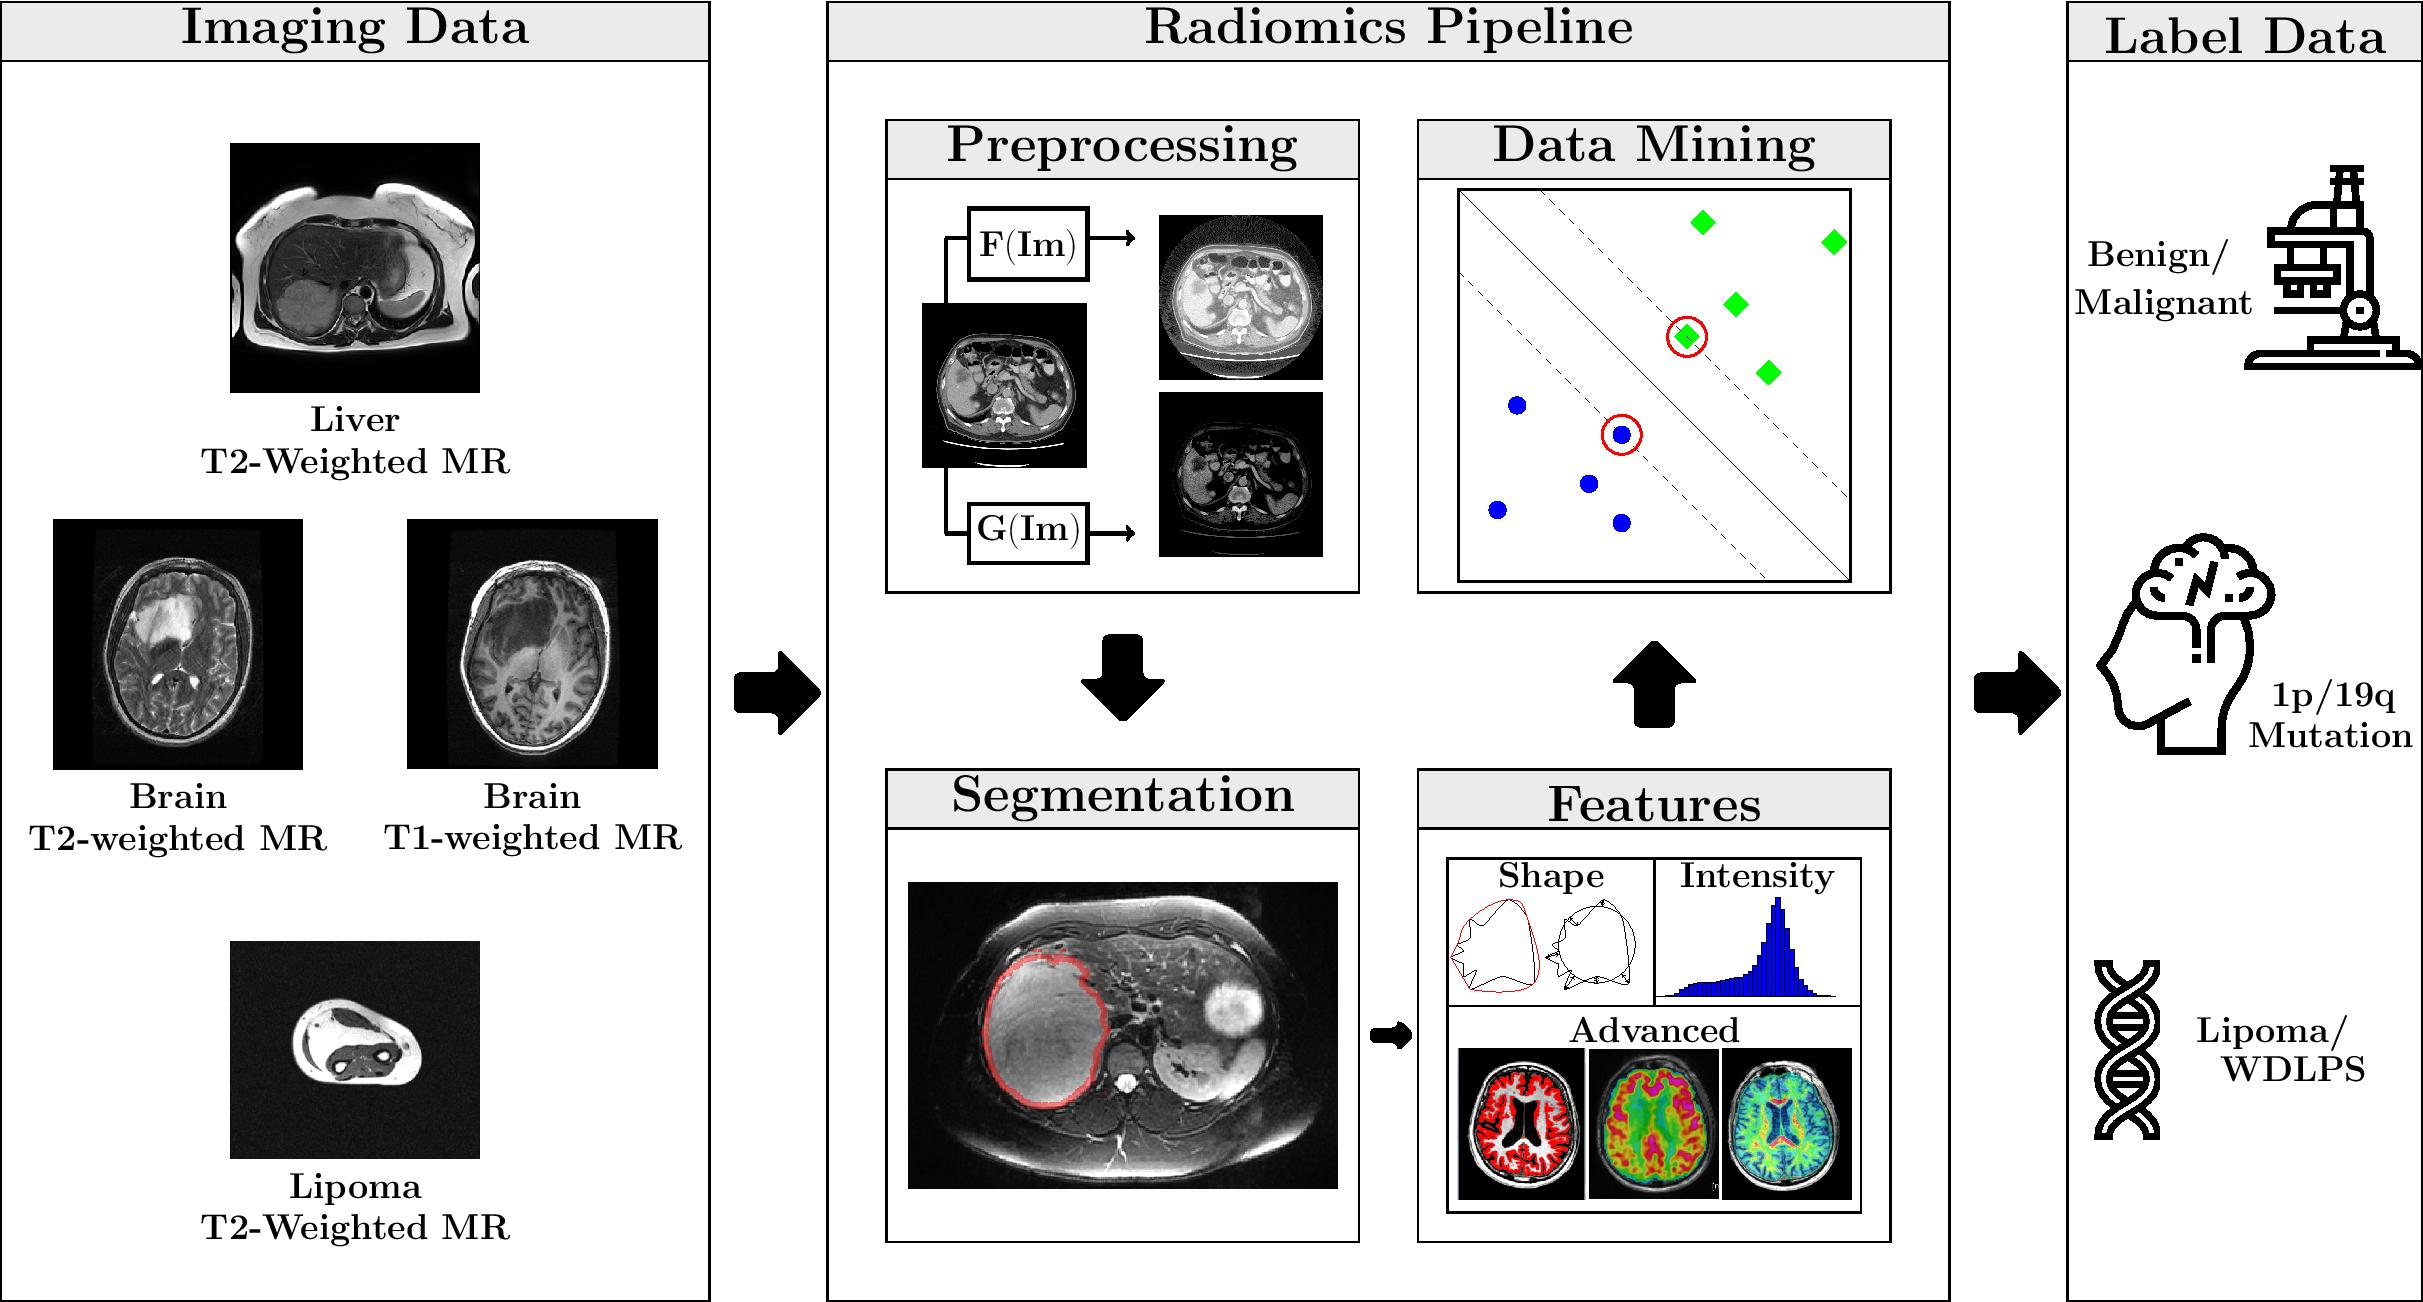 Imaging Data
Liver
T2-Weighted MR
Brain
T2-weighted MR
Brain
T1-weighted MR
Lipoma
T2-Weighted MR
Radiomics Pipeline
Preprocessing
F(Im)
G(Im)
Segmentation
Features
Shape
Intensity
Advanced
Data Mining
Label Data
Benign/
Malignant
1p/19q
Mutation
Lipoma/
WDLPS